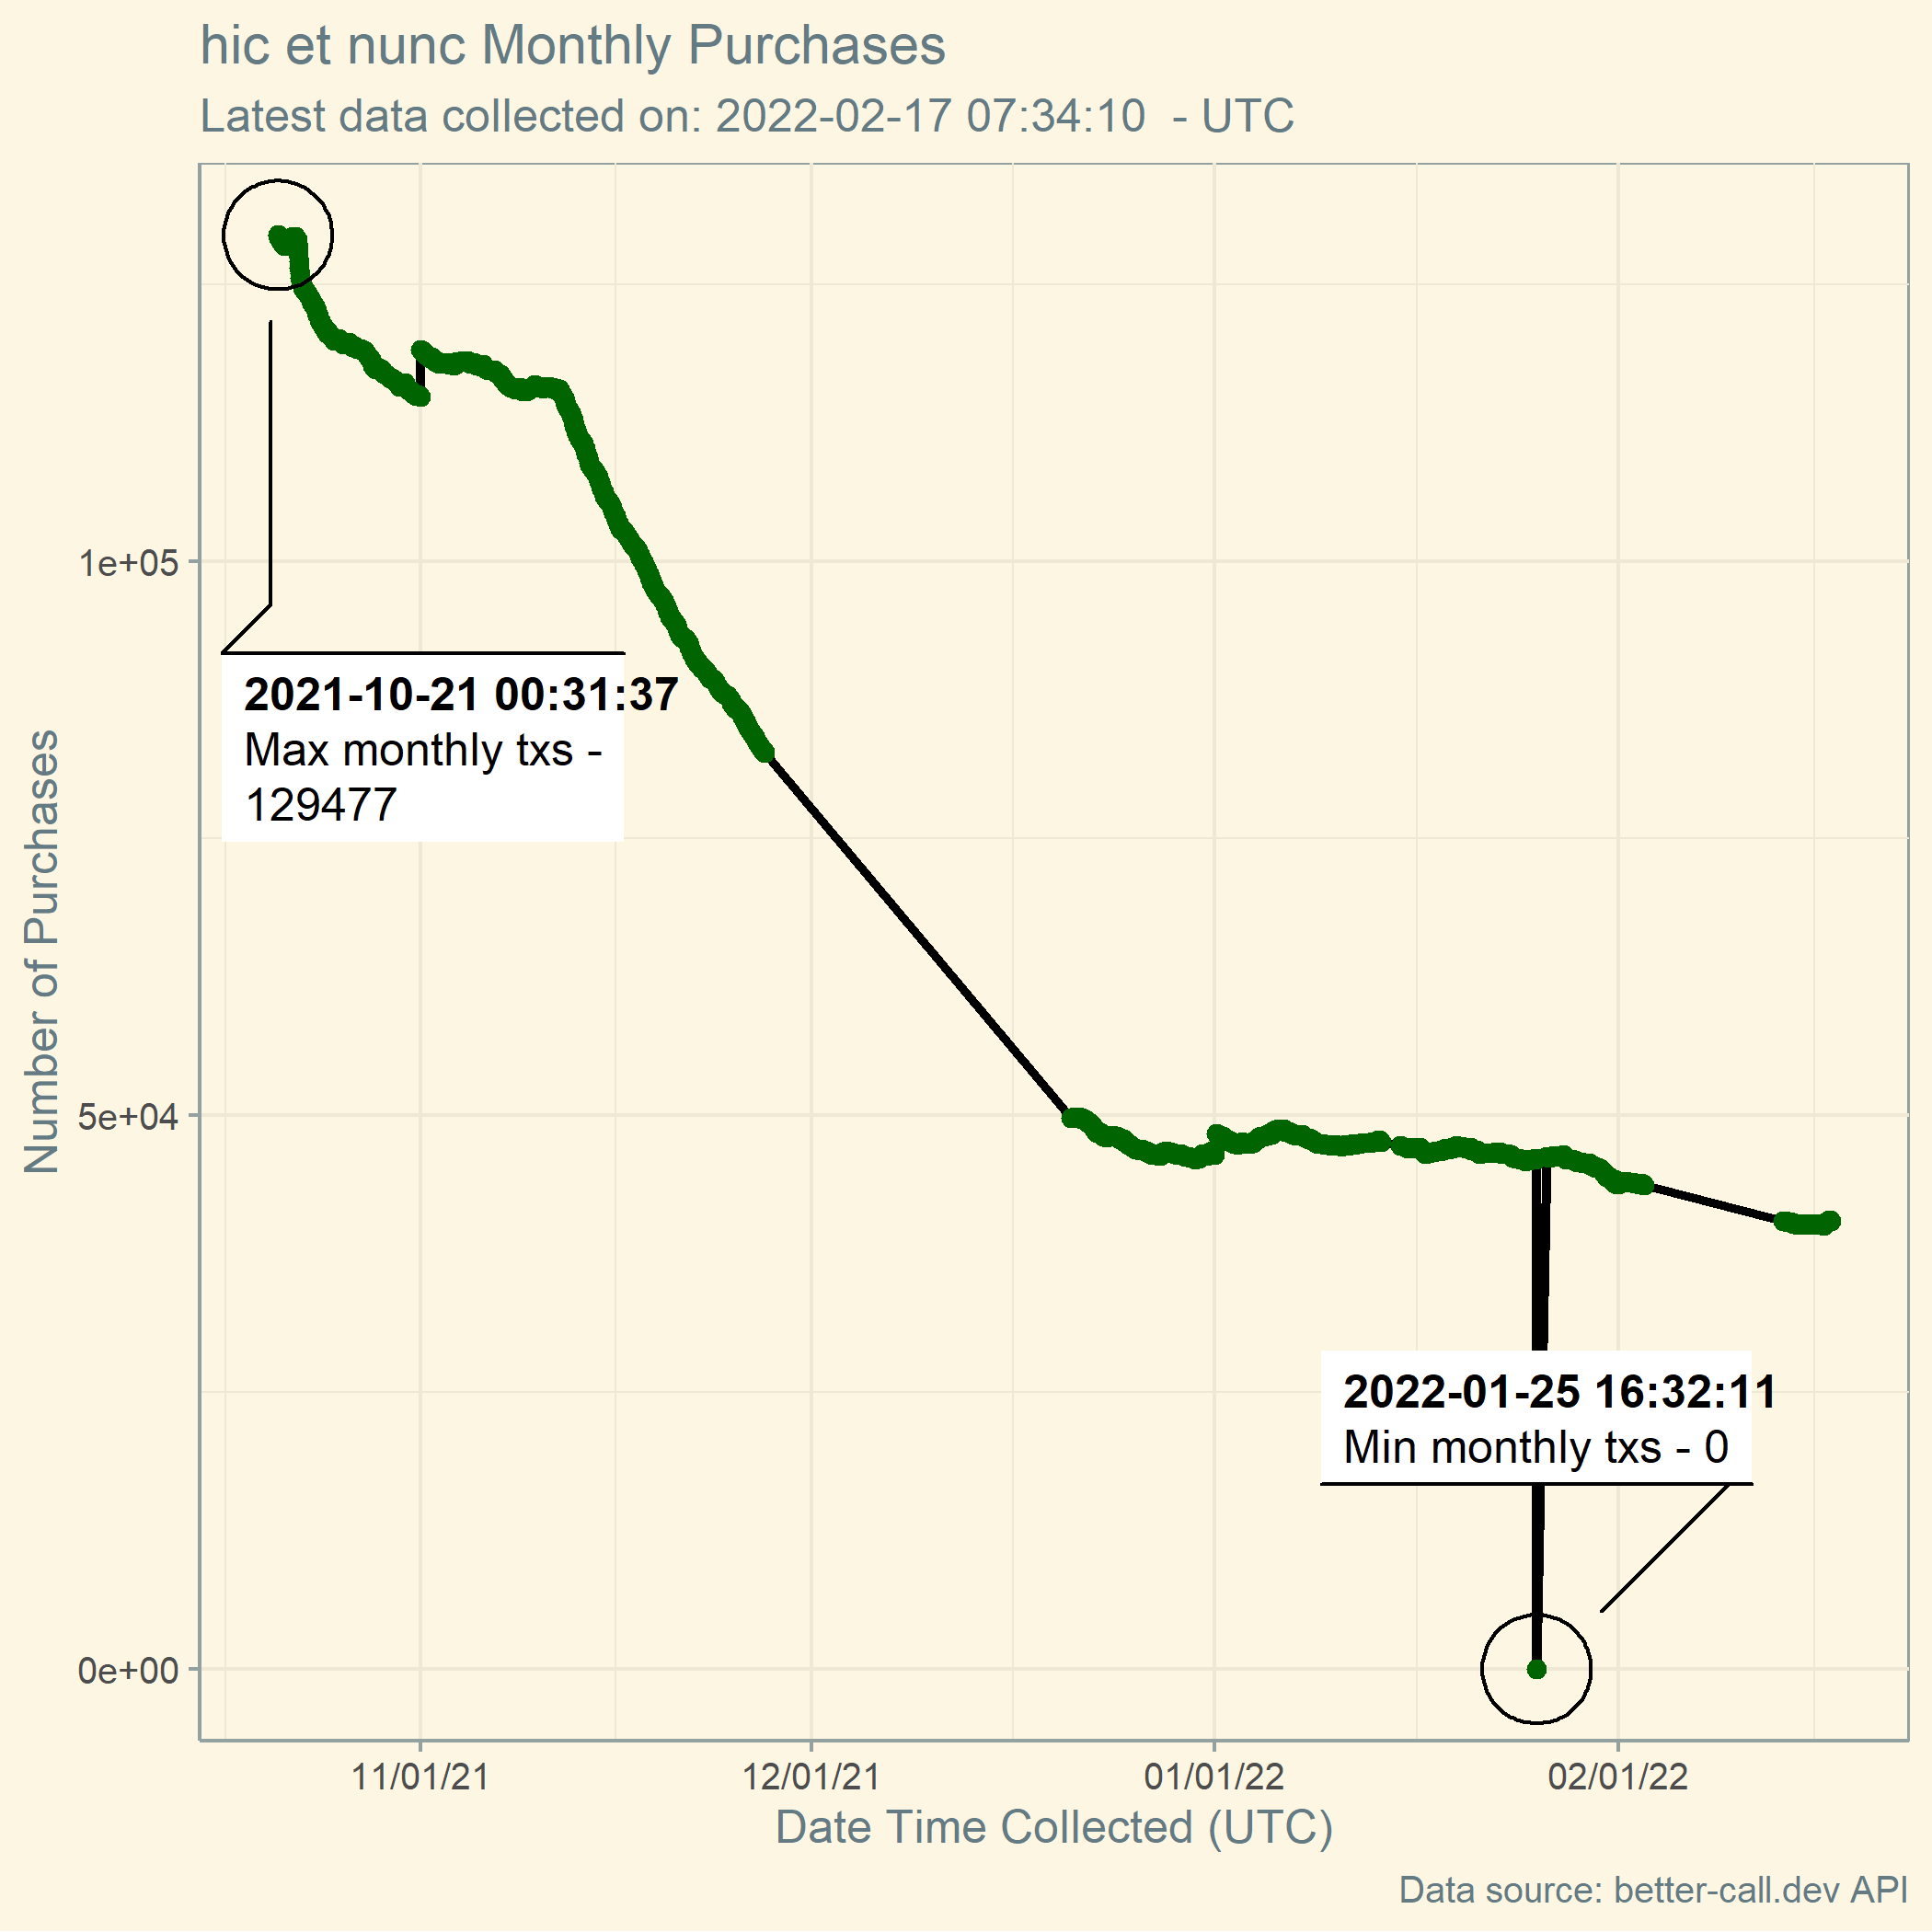 hic et nunc Monthly Purchases
Latest data collected on: 2022-02-17 07:34:10  - UTC
Number of Purchases
1e+05
5e+04
0e+00
2021-10-21 00:31:37
Max monthly txs -
129477
2022-01-25 16:32:11
Min monthly txs - 0
11/01/21
12/01/21
01/01/22
02/01/22
Date Time Collected (UTC)
Data source: better-call.dev API